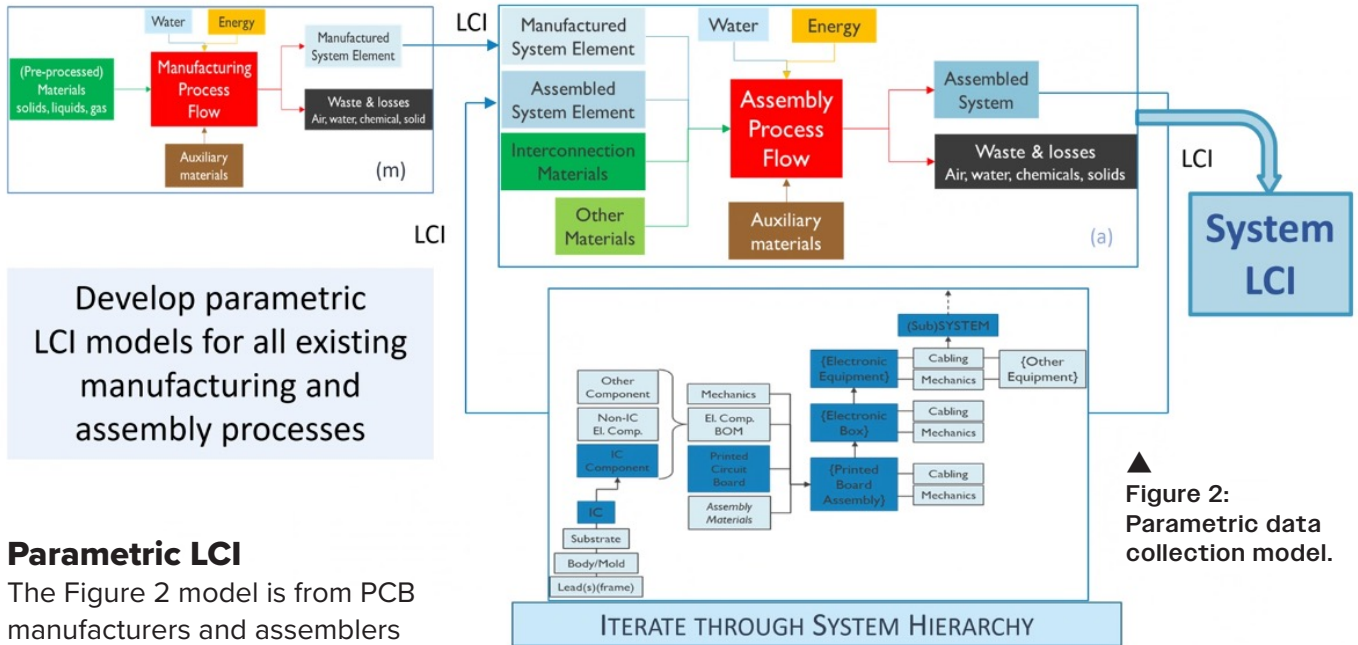 Water
Energy
(Pre-processed)
Materials
solids, liquids, gas
Manufacturing
Process
Flow
Manufactured
System Element
Waste & losses
Air, water, chemical, solid
Auxiliary
materials
(m)
LCI
Manufactured
System Element
Assembled
System Element
Interconnection
Materials
Other
Materials
Water
Energy
Assembly
Process
Flow
Auxiliary
materials
Assembled
System
Waste & losses
Air, water, chemicals, solids
(a)
LCI
LCI
System
LCI
Develop parametric
LCI models for all existing
manufacturing and
assembly processes
(Sub)SYSTEM
{Electronic
Equipment}
Cabling
Mechanics
{Other
Equipment}
{Electronic
Box}
Cabling
Mechanics
{Printed
Board
Assembly}
Cabling
Mechanics
Other
Component
Non-IC
El. Comp.
IC
Component
Mechanics
El. Comp.
BOM
Printed
Circuit
Board
Assembly
Materials
IC
Substrate
Body/Mold
Lead(s)(frame)
ITERATE THROUGH SYSTEM HIERARCHY
▲
Figure 2:
Parametric data
collection model.
Parametric LCI
The Figure 2 model is from PCB
manufacturers and assemblers